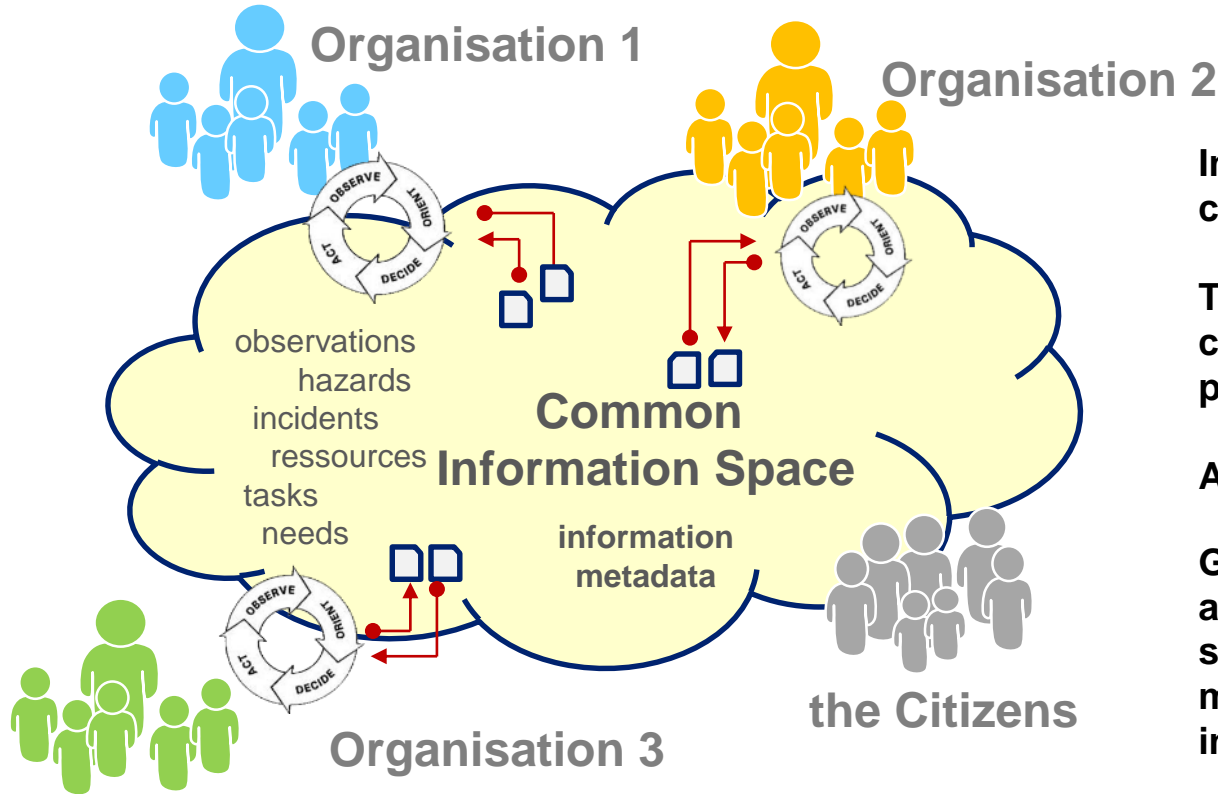 Organisation 1
Organisation 2
OBSERVE
ORIENT
DECIDE
ACT
OBSERVE
ORIENT
DECIDE
ACT
observations
hazards
incidents
ressources
tasks
needs
Common
Information Space
information
metadata
OBSERVE
ORIENT
DECIDE
ACT
the Citizens
Organisation 3